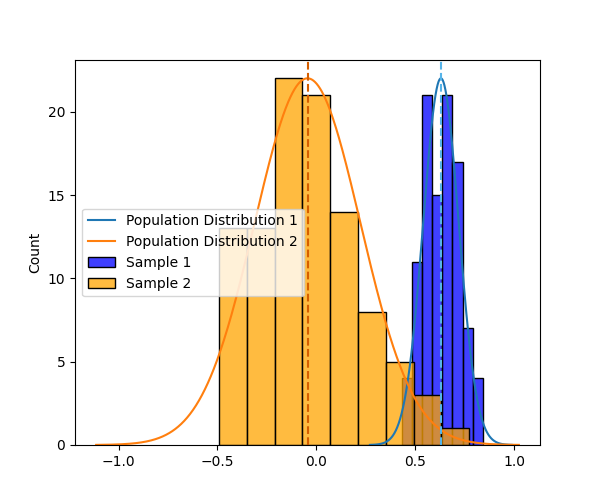 Count
20
15
10
5
0
Population Distribution 1
Population Distribution 2
Sample 1
Sample 2
−1.0 −0.5 0.0 0.5 1.0